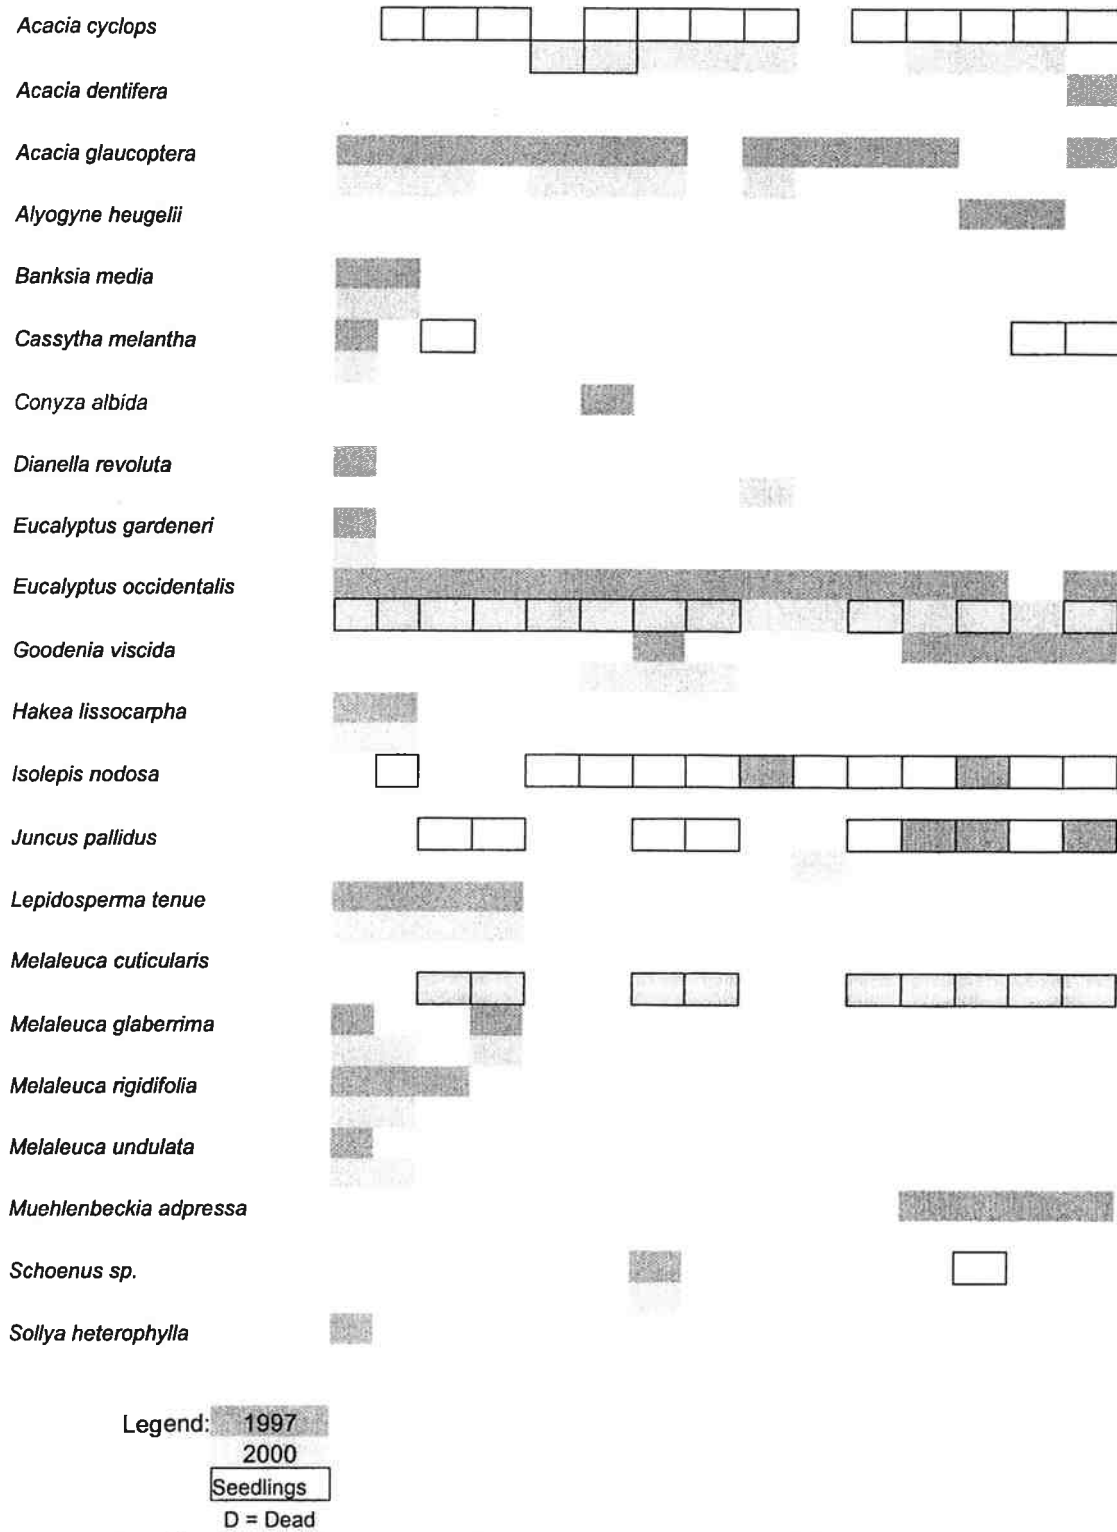 Acacia cyclops
Acacia dentifera
Acacia glaucoptera
Alyogyne heugelii
Banksia media
Cassytha melantha
Conyza albida
Dianella revoluta
Eucalyptus gardeneri
Eucalyptus occidentalis
Goodenia viscida
Hakea lissocarpha
Isolepis nodosa
Juncus pallidus
Lepidosperma tenue
Melaleuca cuticularis
Melaleuca glaberrima
Melaleuca rigidifolia
Melaleuca undulata
Muehlenbeckia adpressa
Schoenus sp.
Sollya heterophylla
Legend: 1997
2000
Seedlings
D = Dead